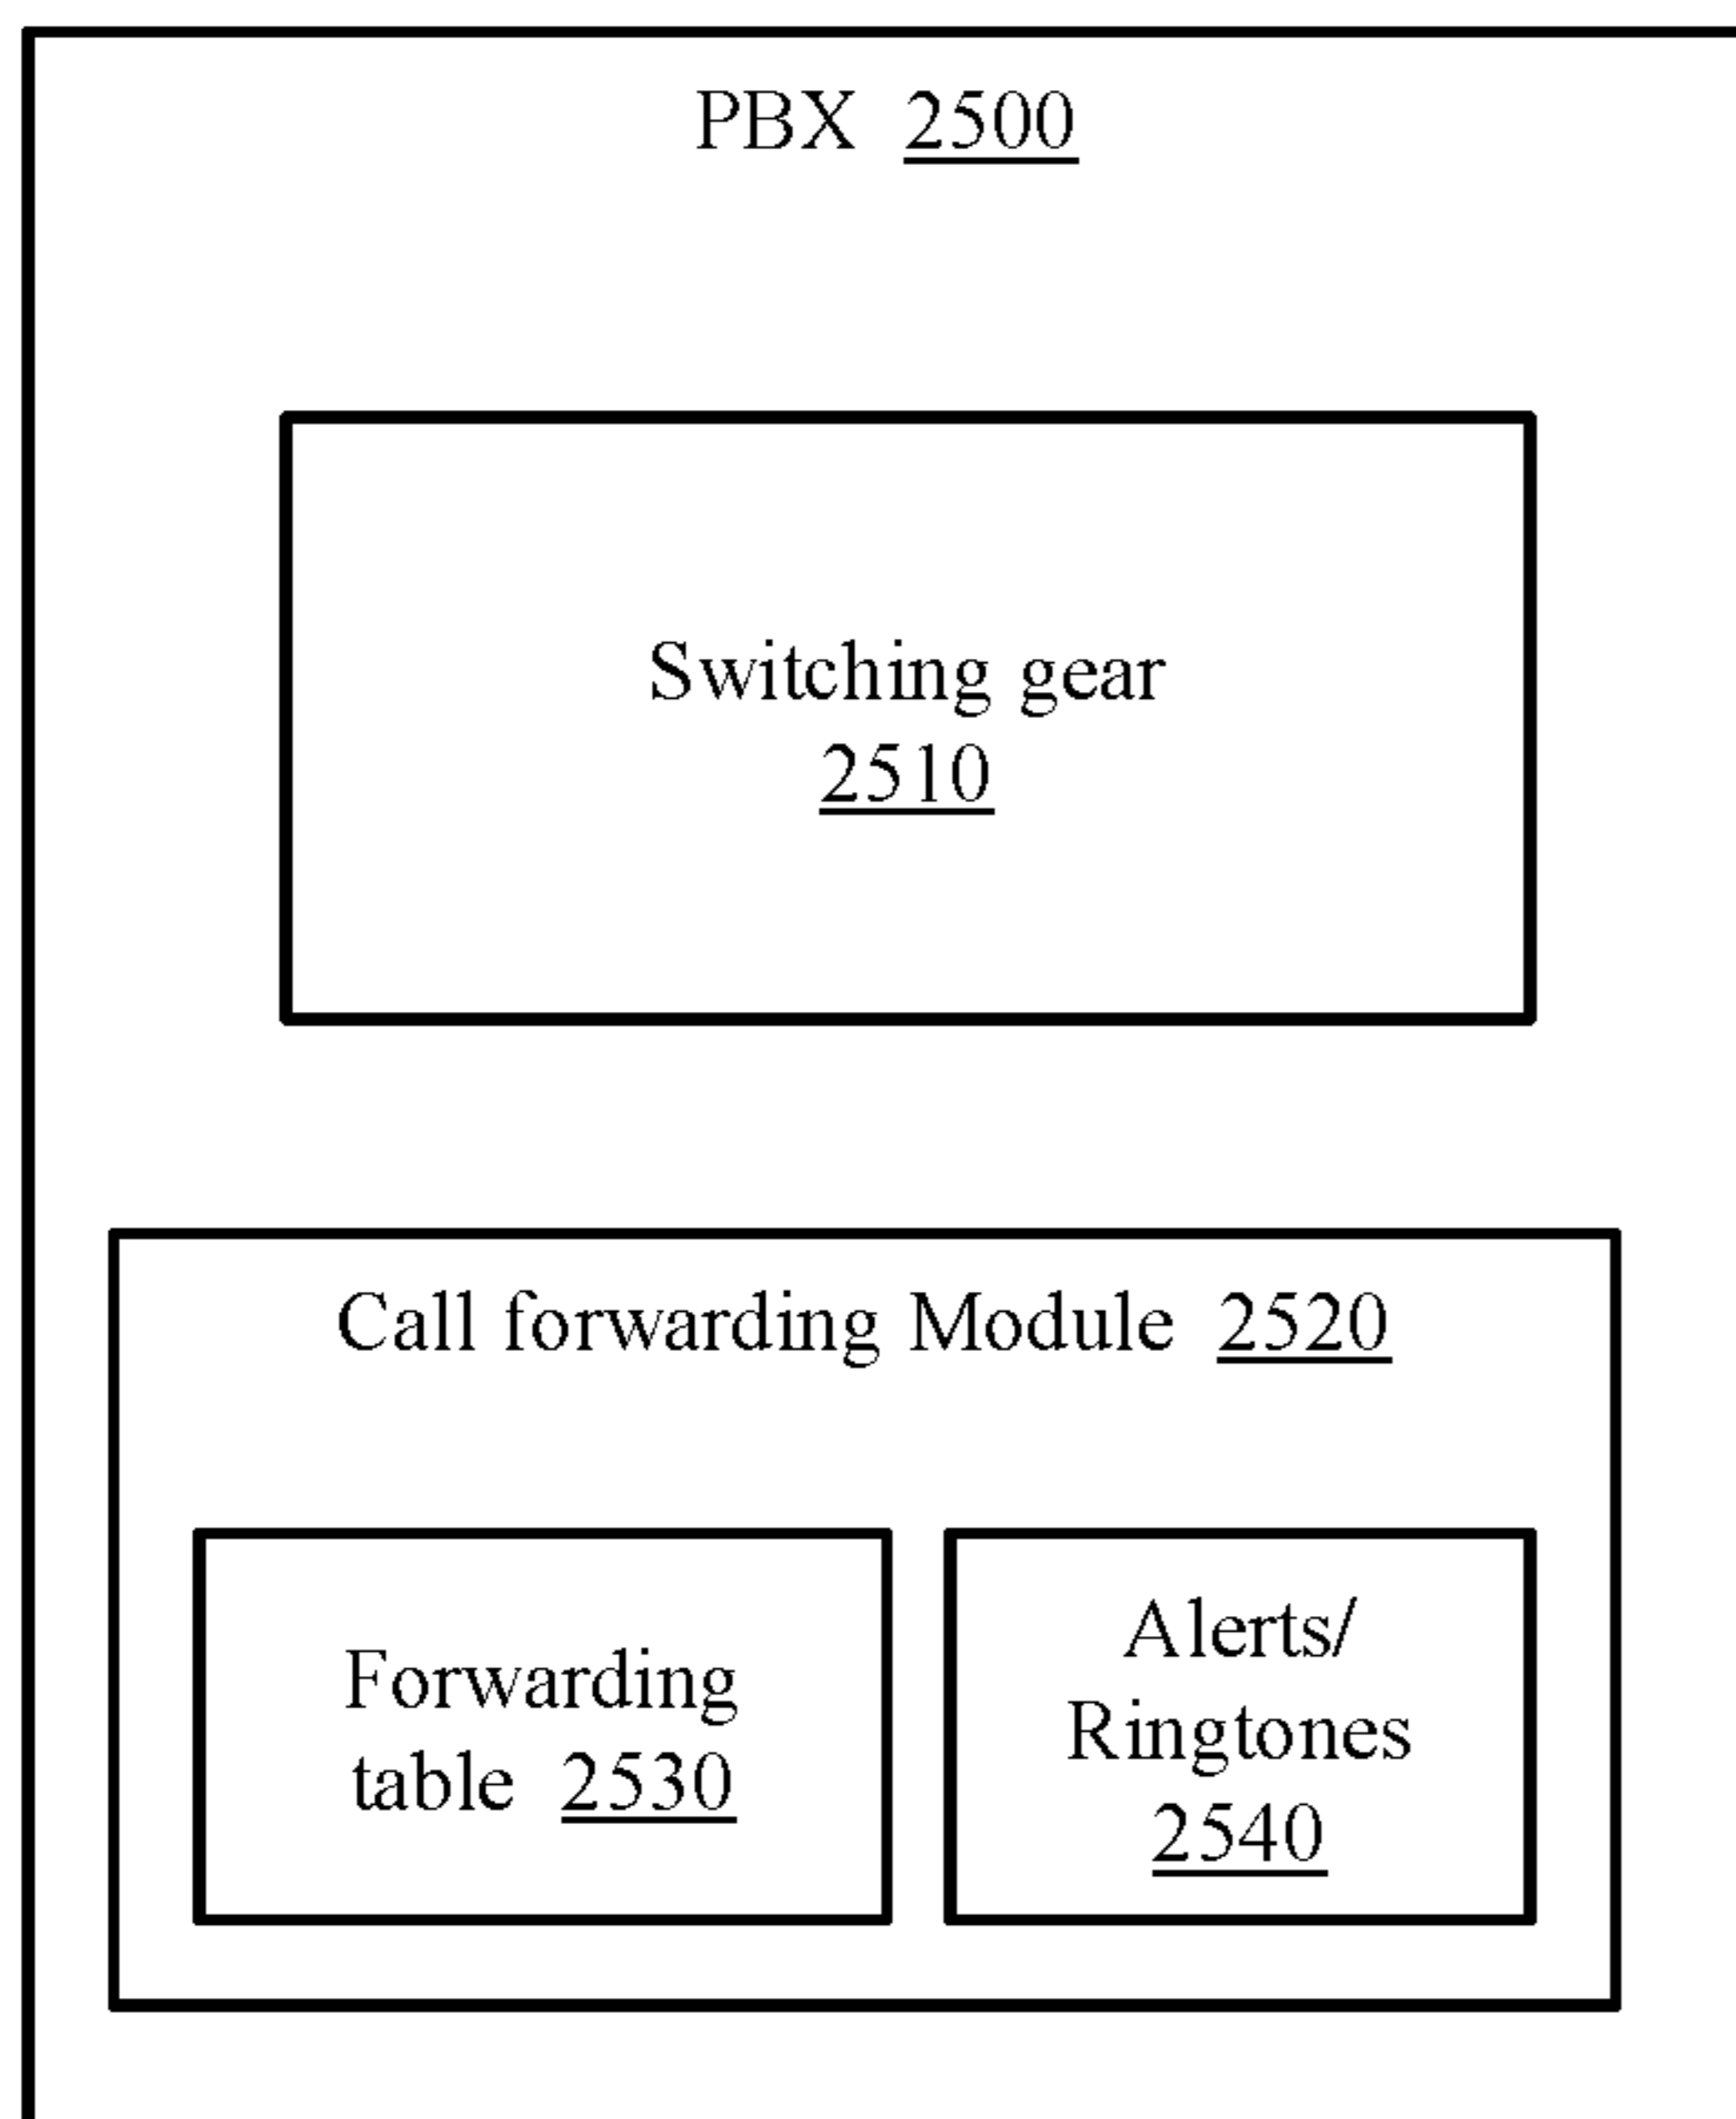 PBX 2500
Switching gear
2510
Call forwarding Module 2520
Forwarding
table 2530
Alerts/
Ringtones
2540